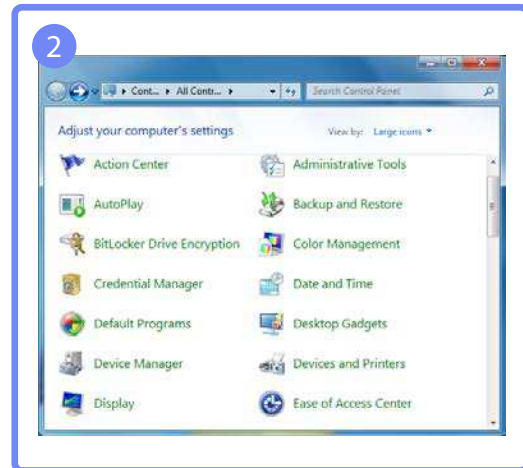 2
Cont... All Contr...
Search Control Panel
Adjust your computer's settings
View by: Large icons
Action Center Administrative Tools
AutoPlay Backup and Restore
BitLocker Drive Encryption Color Management
Credential Manager Date and Time
Default Programs Desktop Gadgets
Device Manager Devices and Printers
Display Ease of Access Center